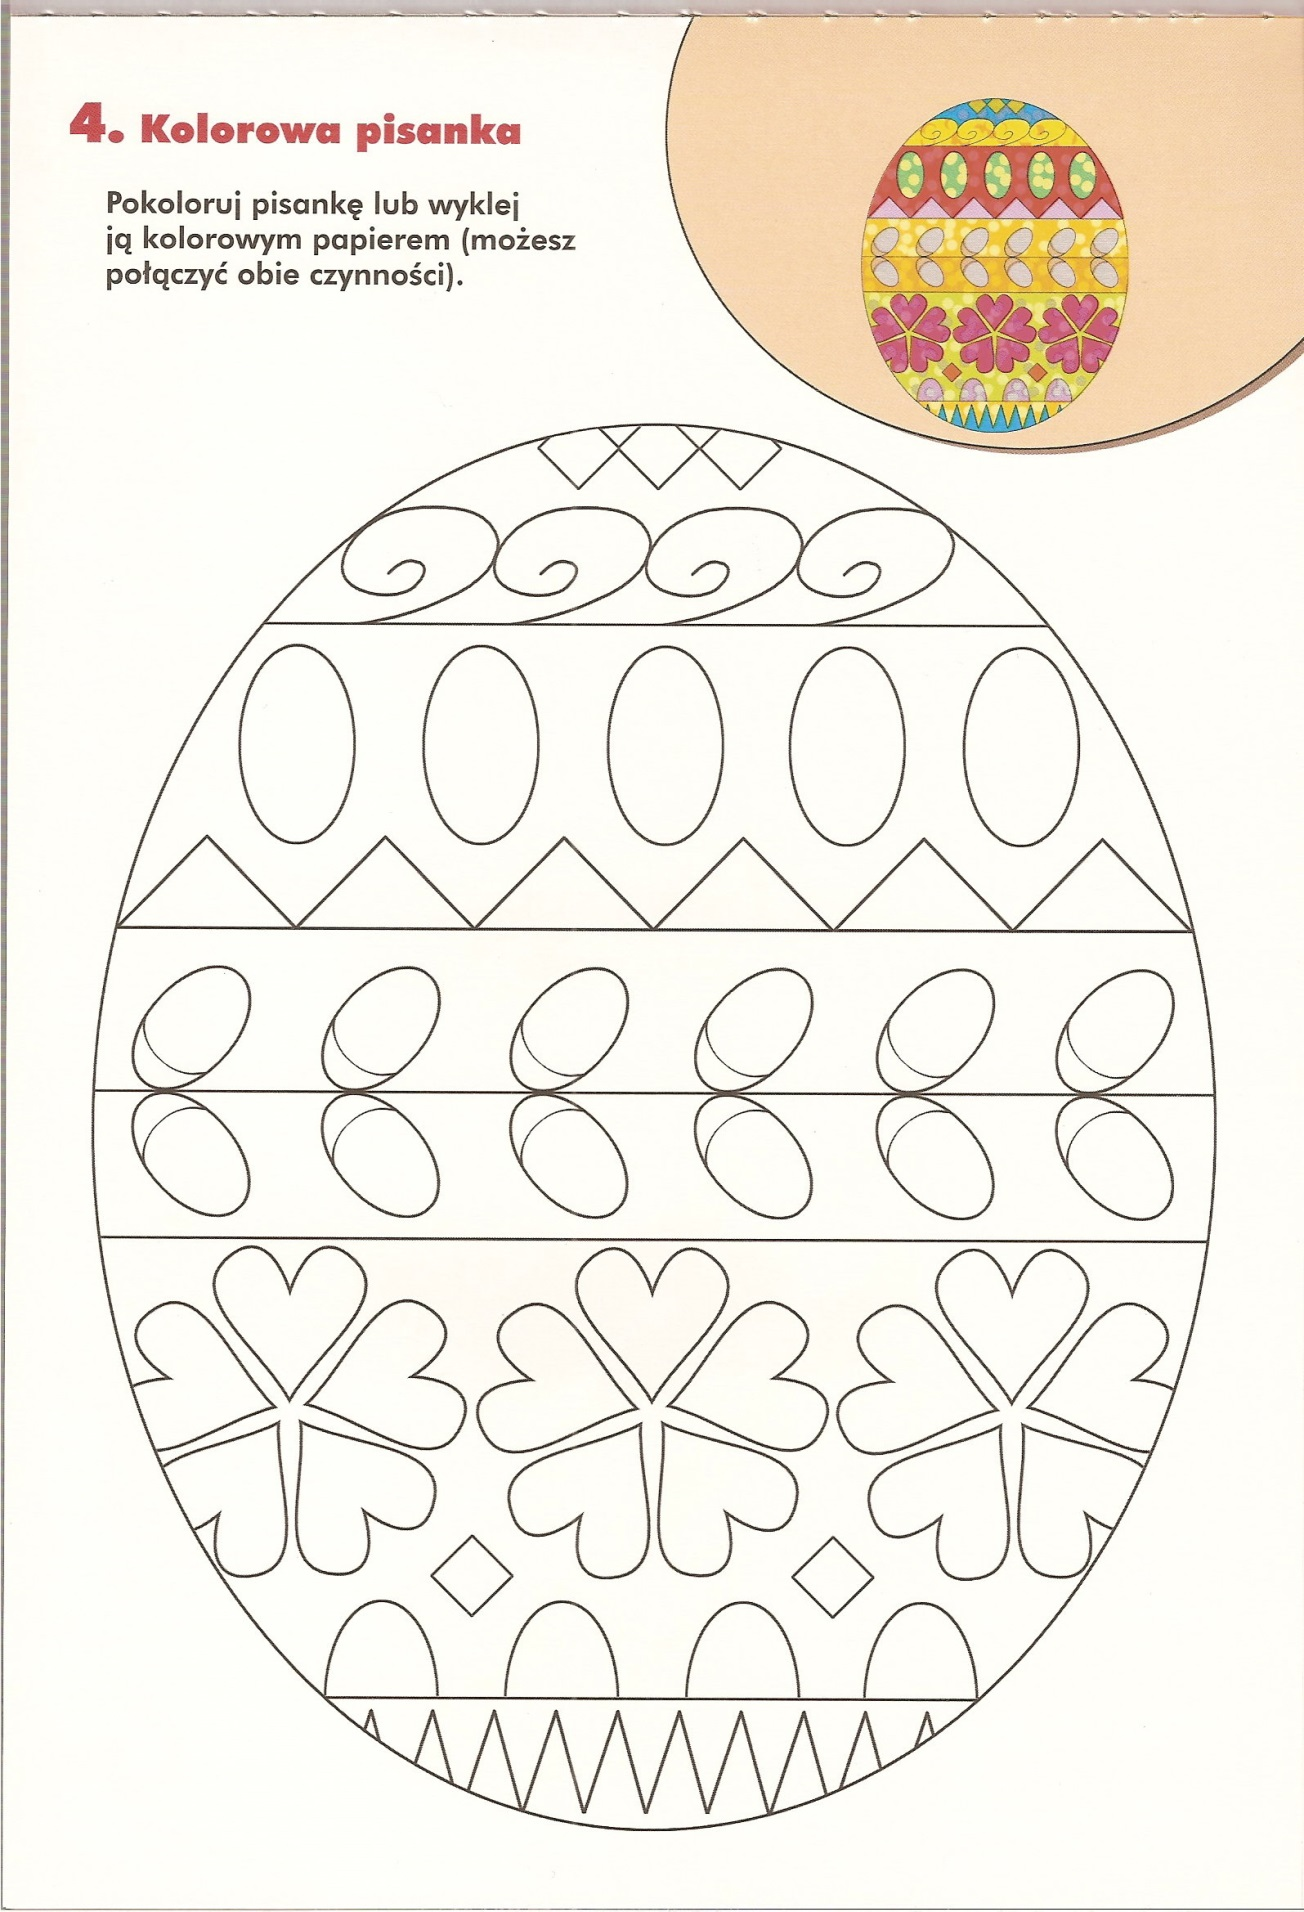 4. Kolorowa pisanka
Pokoloruj pisankę lub wyklej
ją kolorowym papierem (możesz
połączyć obie czynności).